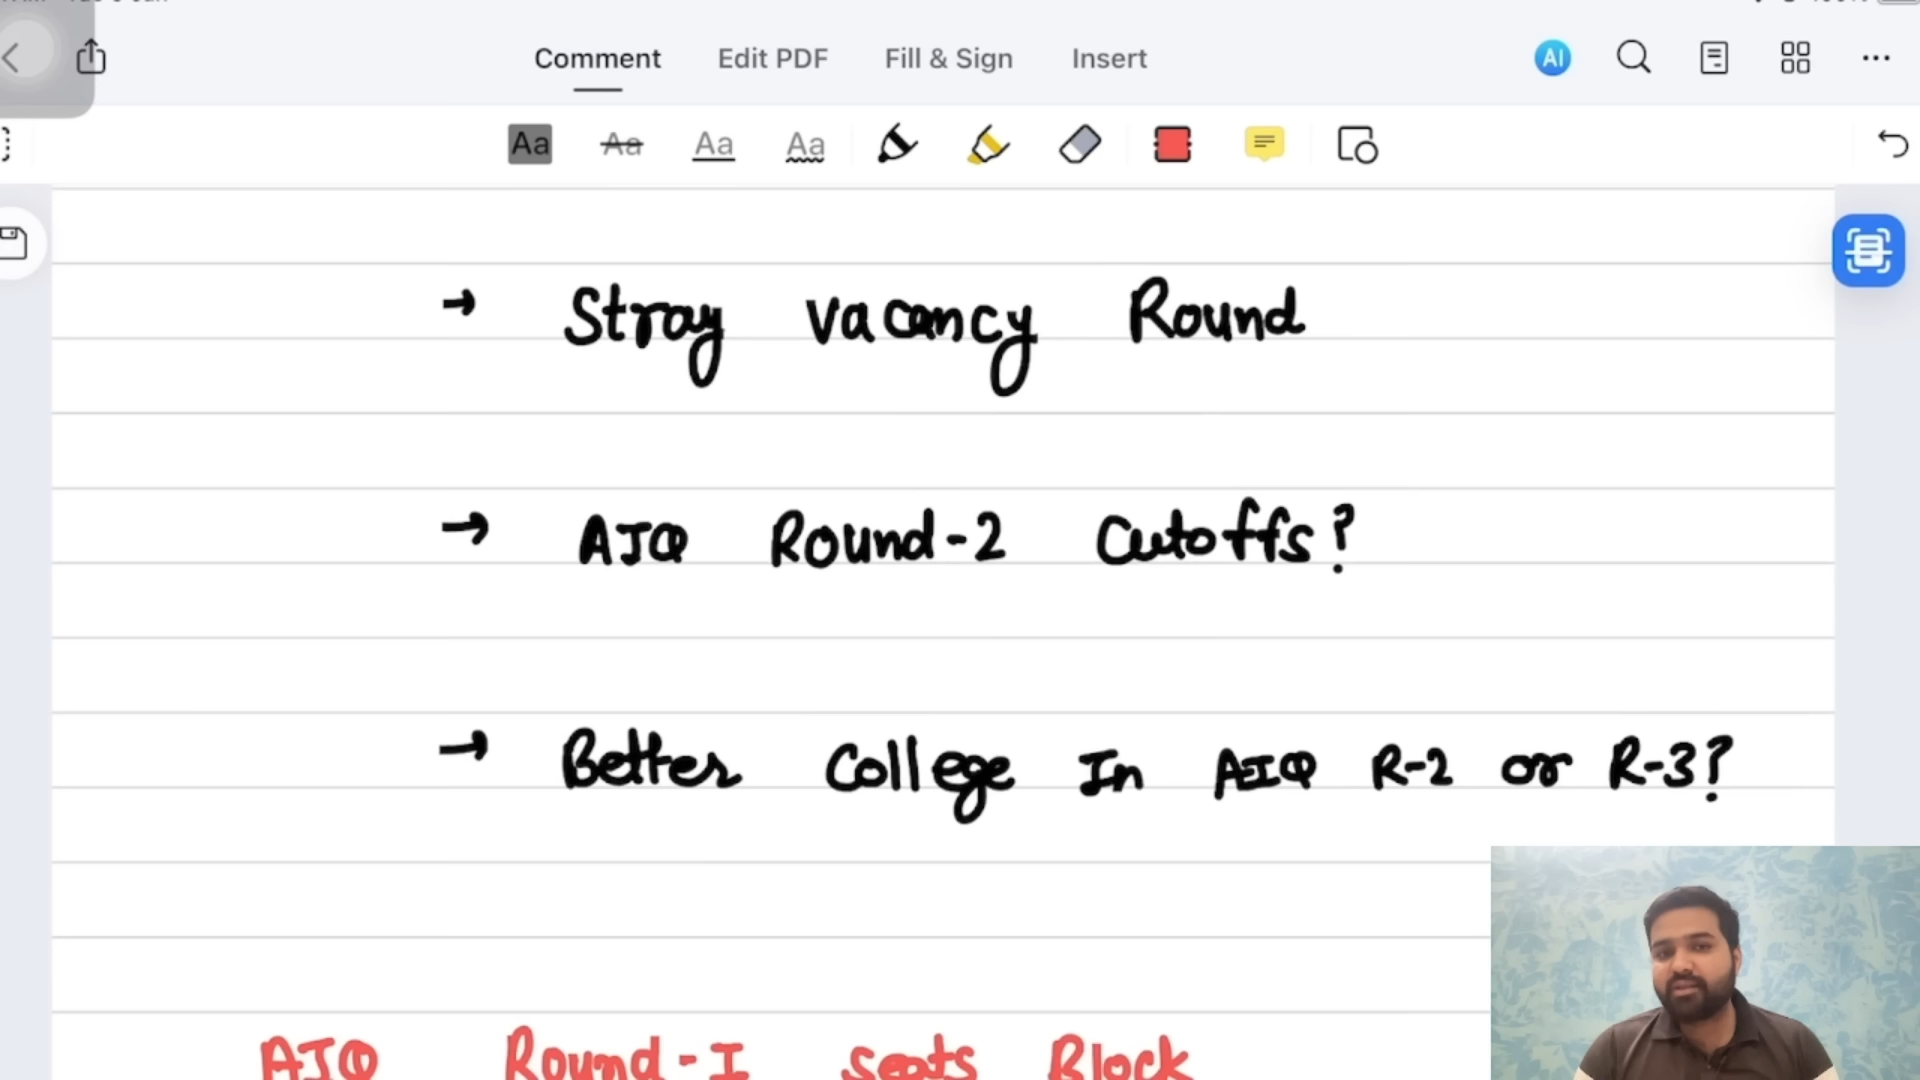 Comment Edit PDF Fill & Sign Insert AI
Aa Aa Aa Aa
→ Stray Vacancy Round
→ AIQ Round-2 Cutoffs?
→ Better College In AIQ R-2 or R-3?
AIQ Round-I seats Block